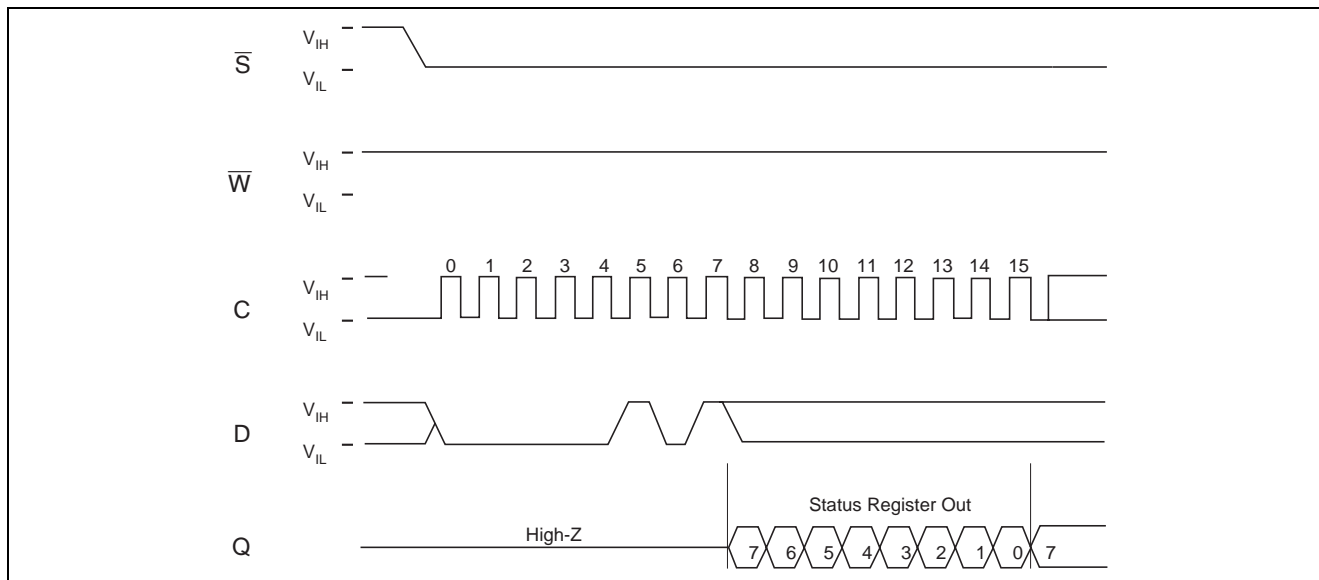 S̅
V_IH
V_IL
W̅
V_IH
V_IL
C
V_IH
V_IL
0 1 2 3 4 5 6 7 8 9 10 11 12 13 14 15
D
V_IH
V_IL
Q
High-Z
Status Register Out
7 6 5 4 3 2 1 0 7